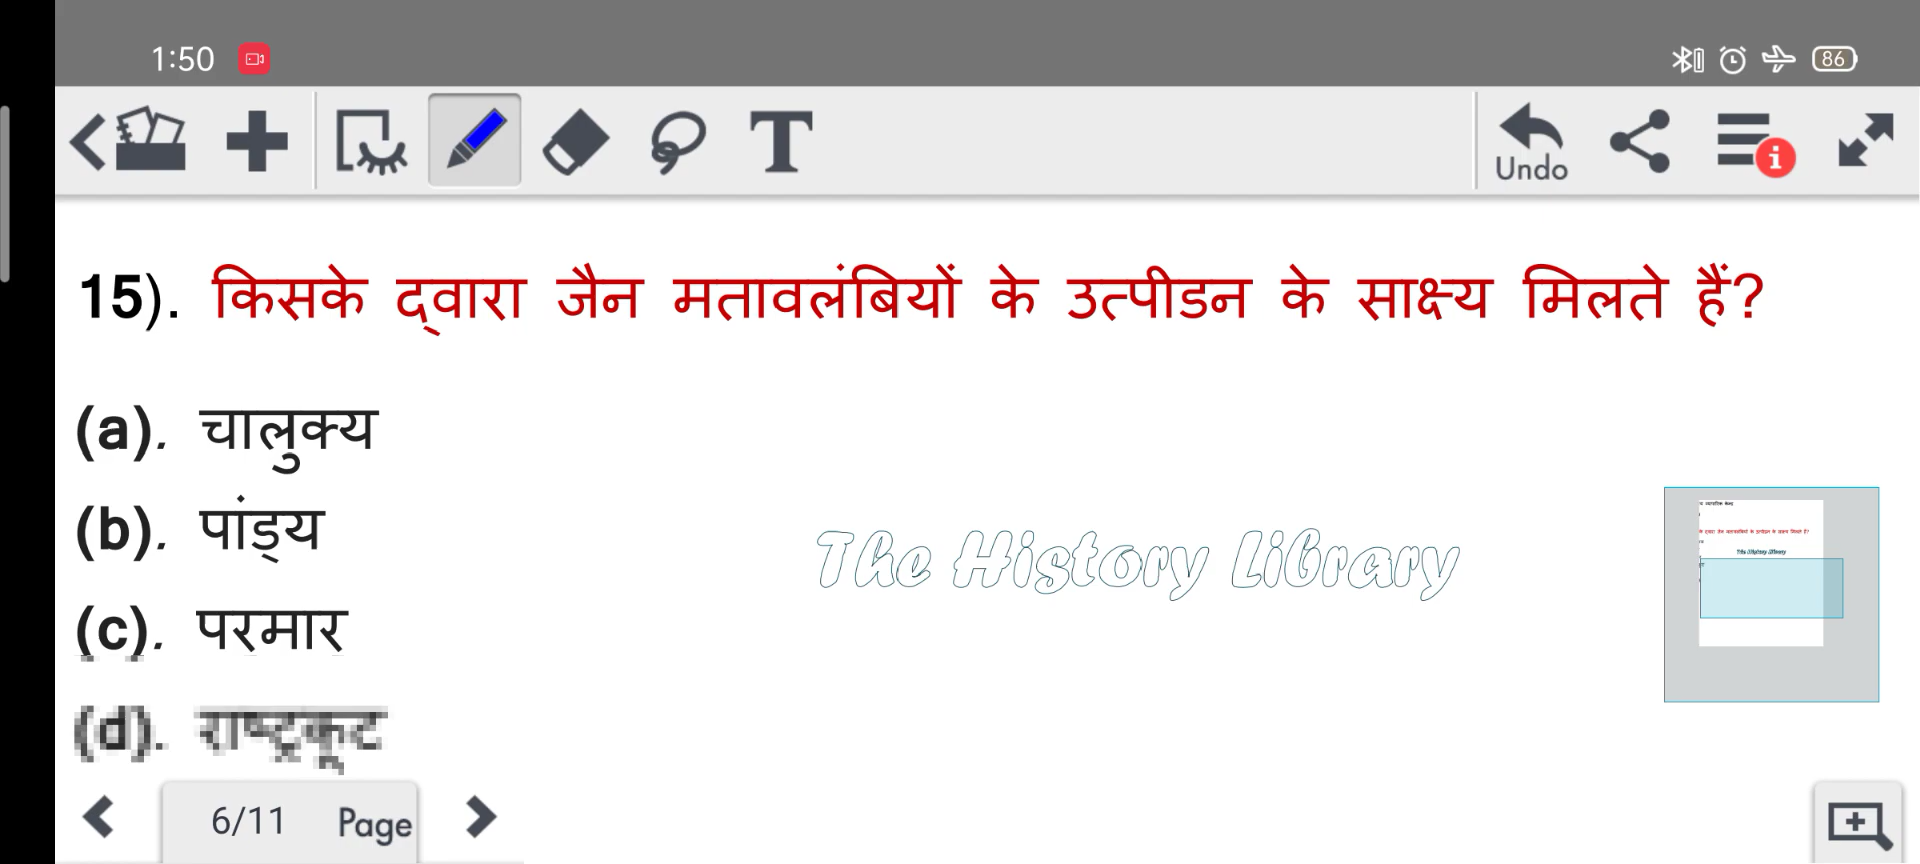 1:50 86
Undo
15). किसके द्वारा जैन मतावलंबियों के उत्पीडन के साक्ष्य मिलते हैं?
(a). चालुक्य
(b). पांड्य
(c). परमार
(d). राष्ट्रकूट
The History Library
6/11 Page